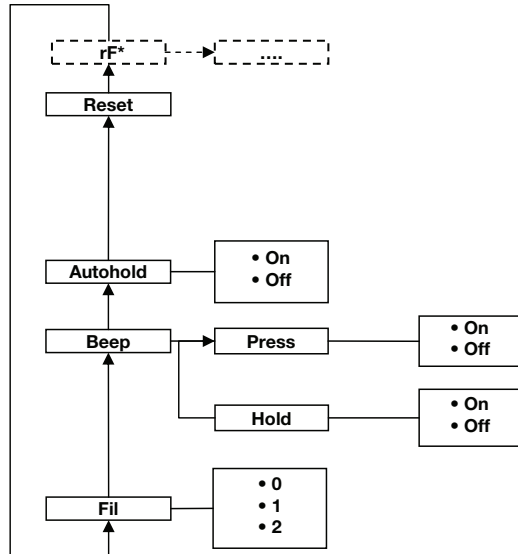 rF*
....
Reset
Autohold
• On
• Off
Beep
Press
• On
• Off
Hold
• On
• Off
Fil
• 0
• 1
• 2